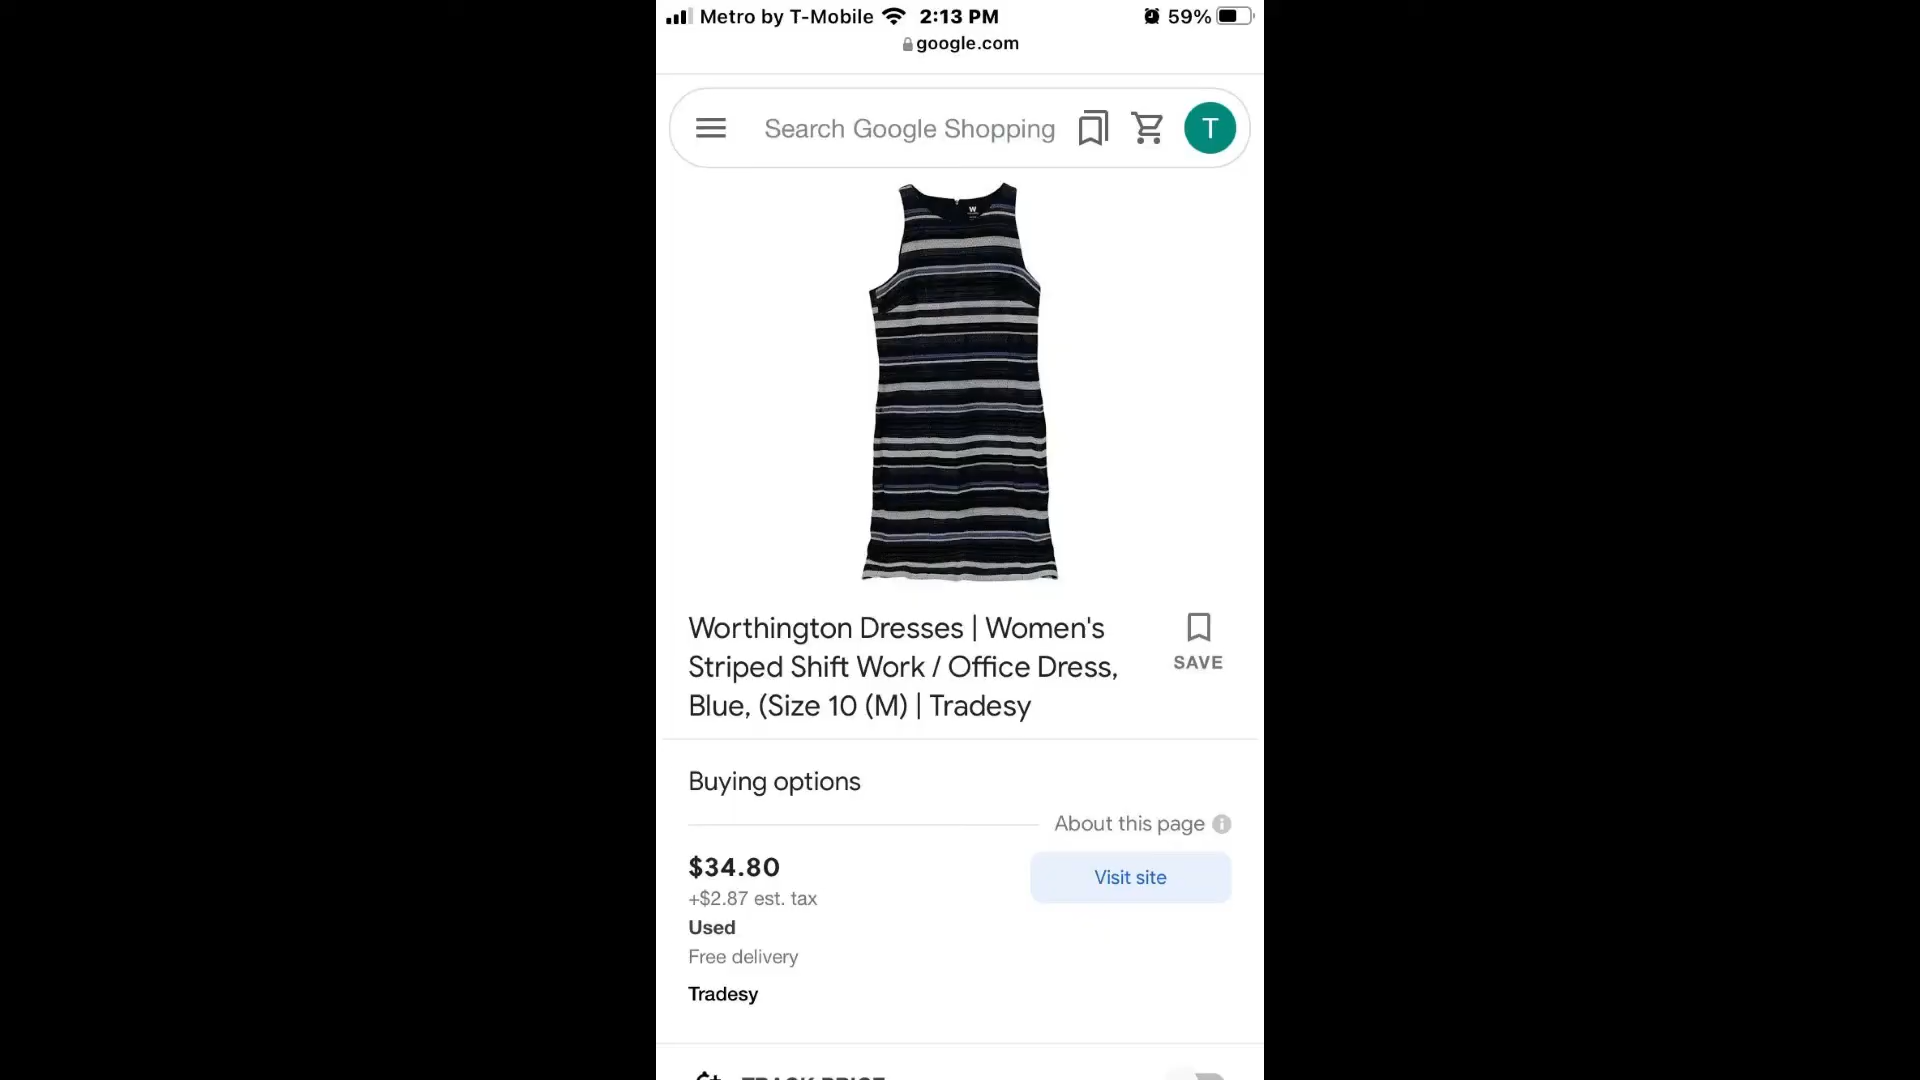 Metro by T-Mobile 2:13 PM 59%
google.com
Search Google Shopping T
W
Worthington Dresses | Women's
Striped Shift Work / Office Dress,
Blue, (Size 10 (M) | Tradesy
SAVE
Buying options
About this page
$34.80
Visit site
+$2.87 est. tax
Used
Free delivery
Tradesy
TRACK PRICE